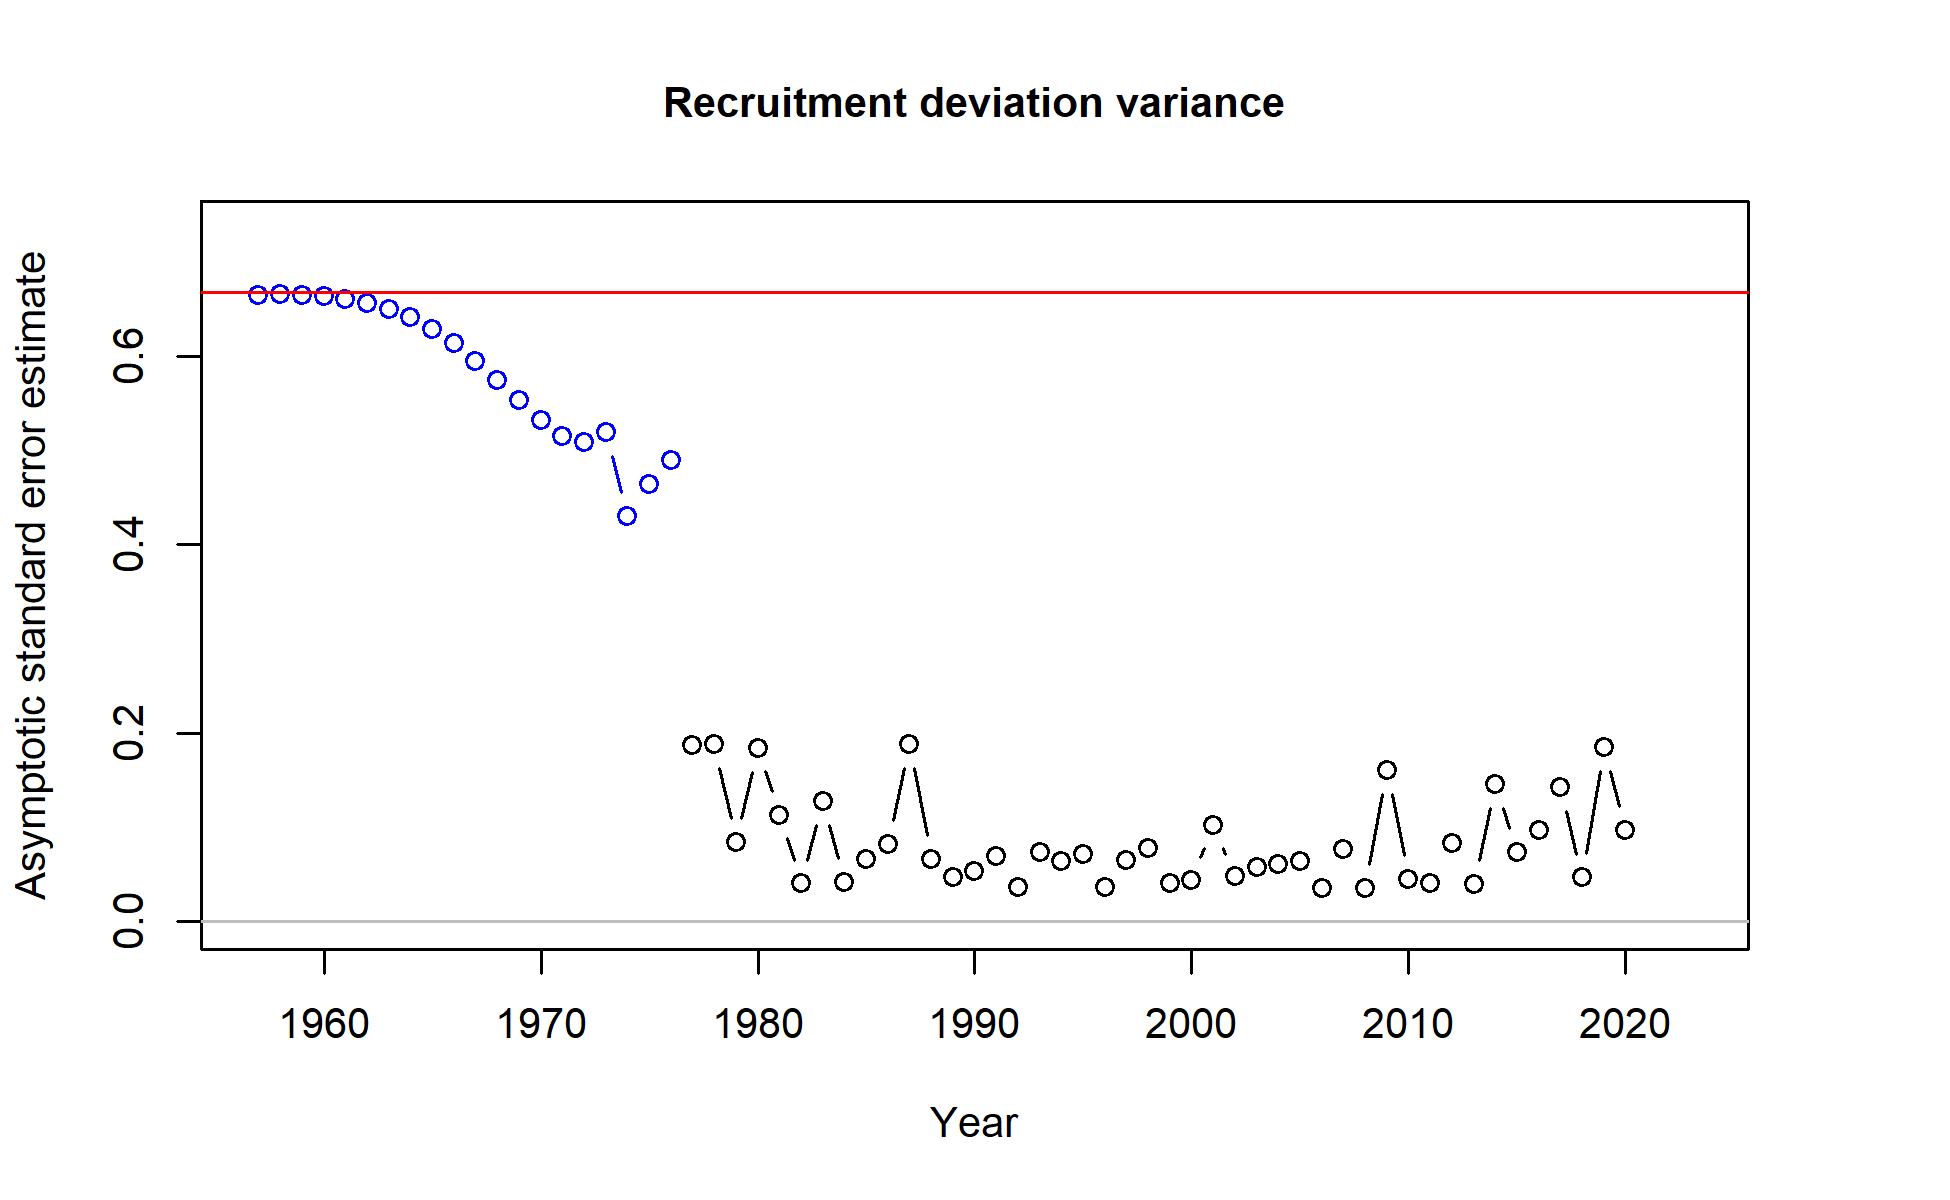 Recruitment deviation variance
Asymptotic standard error estimate
0.6
0.4
0.2
0.0
1960 1970 1980 1990 2000 2010 2020
Year